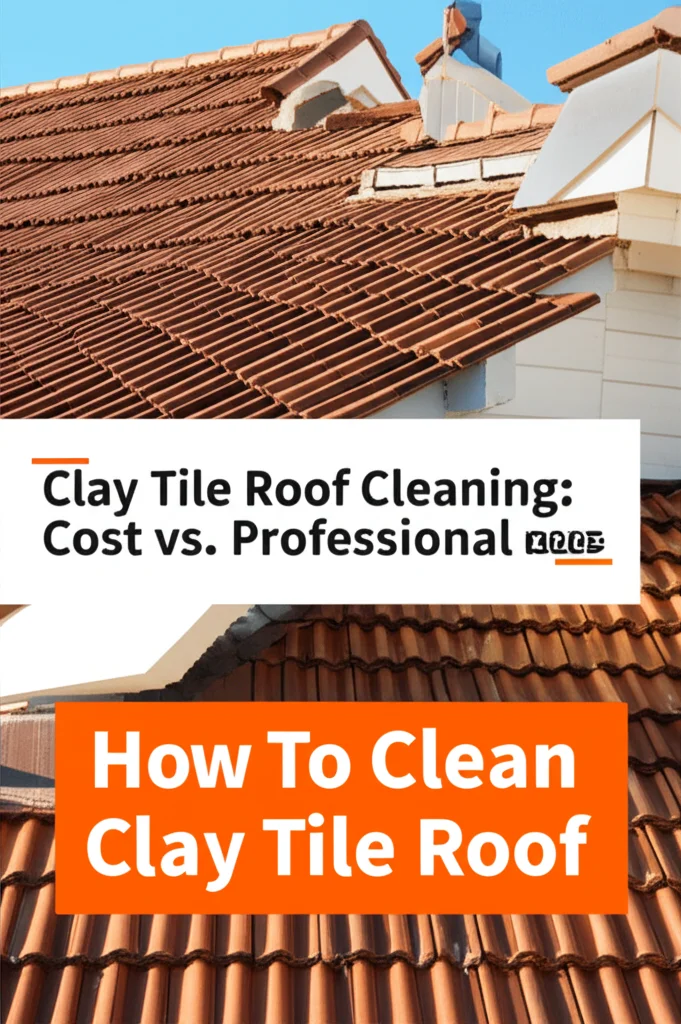 Clay Tile Roof Cleaning:
Cost vs. Professional
How To Clean
Clay Tile Roof